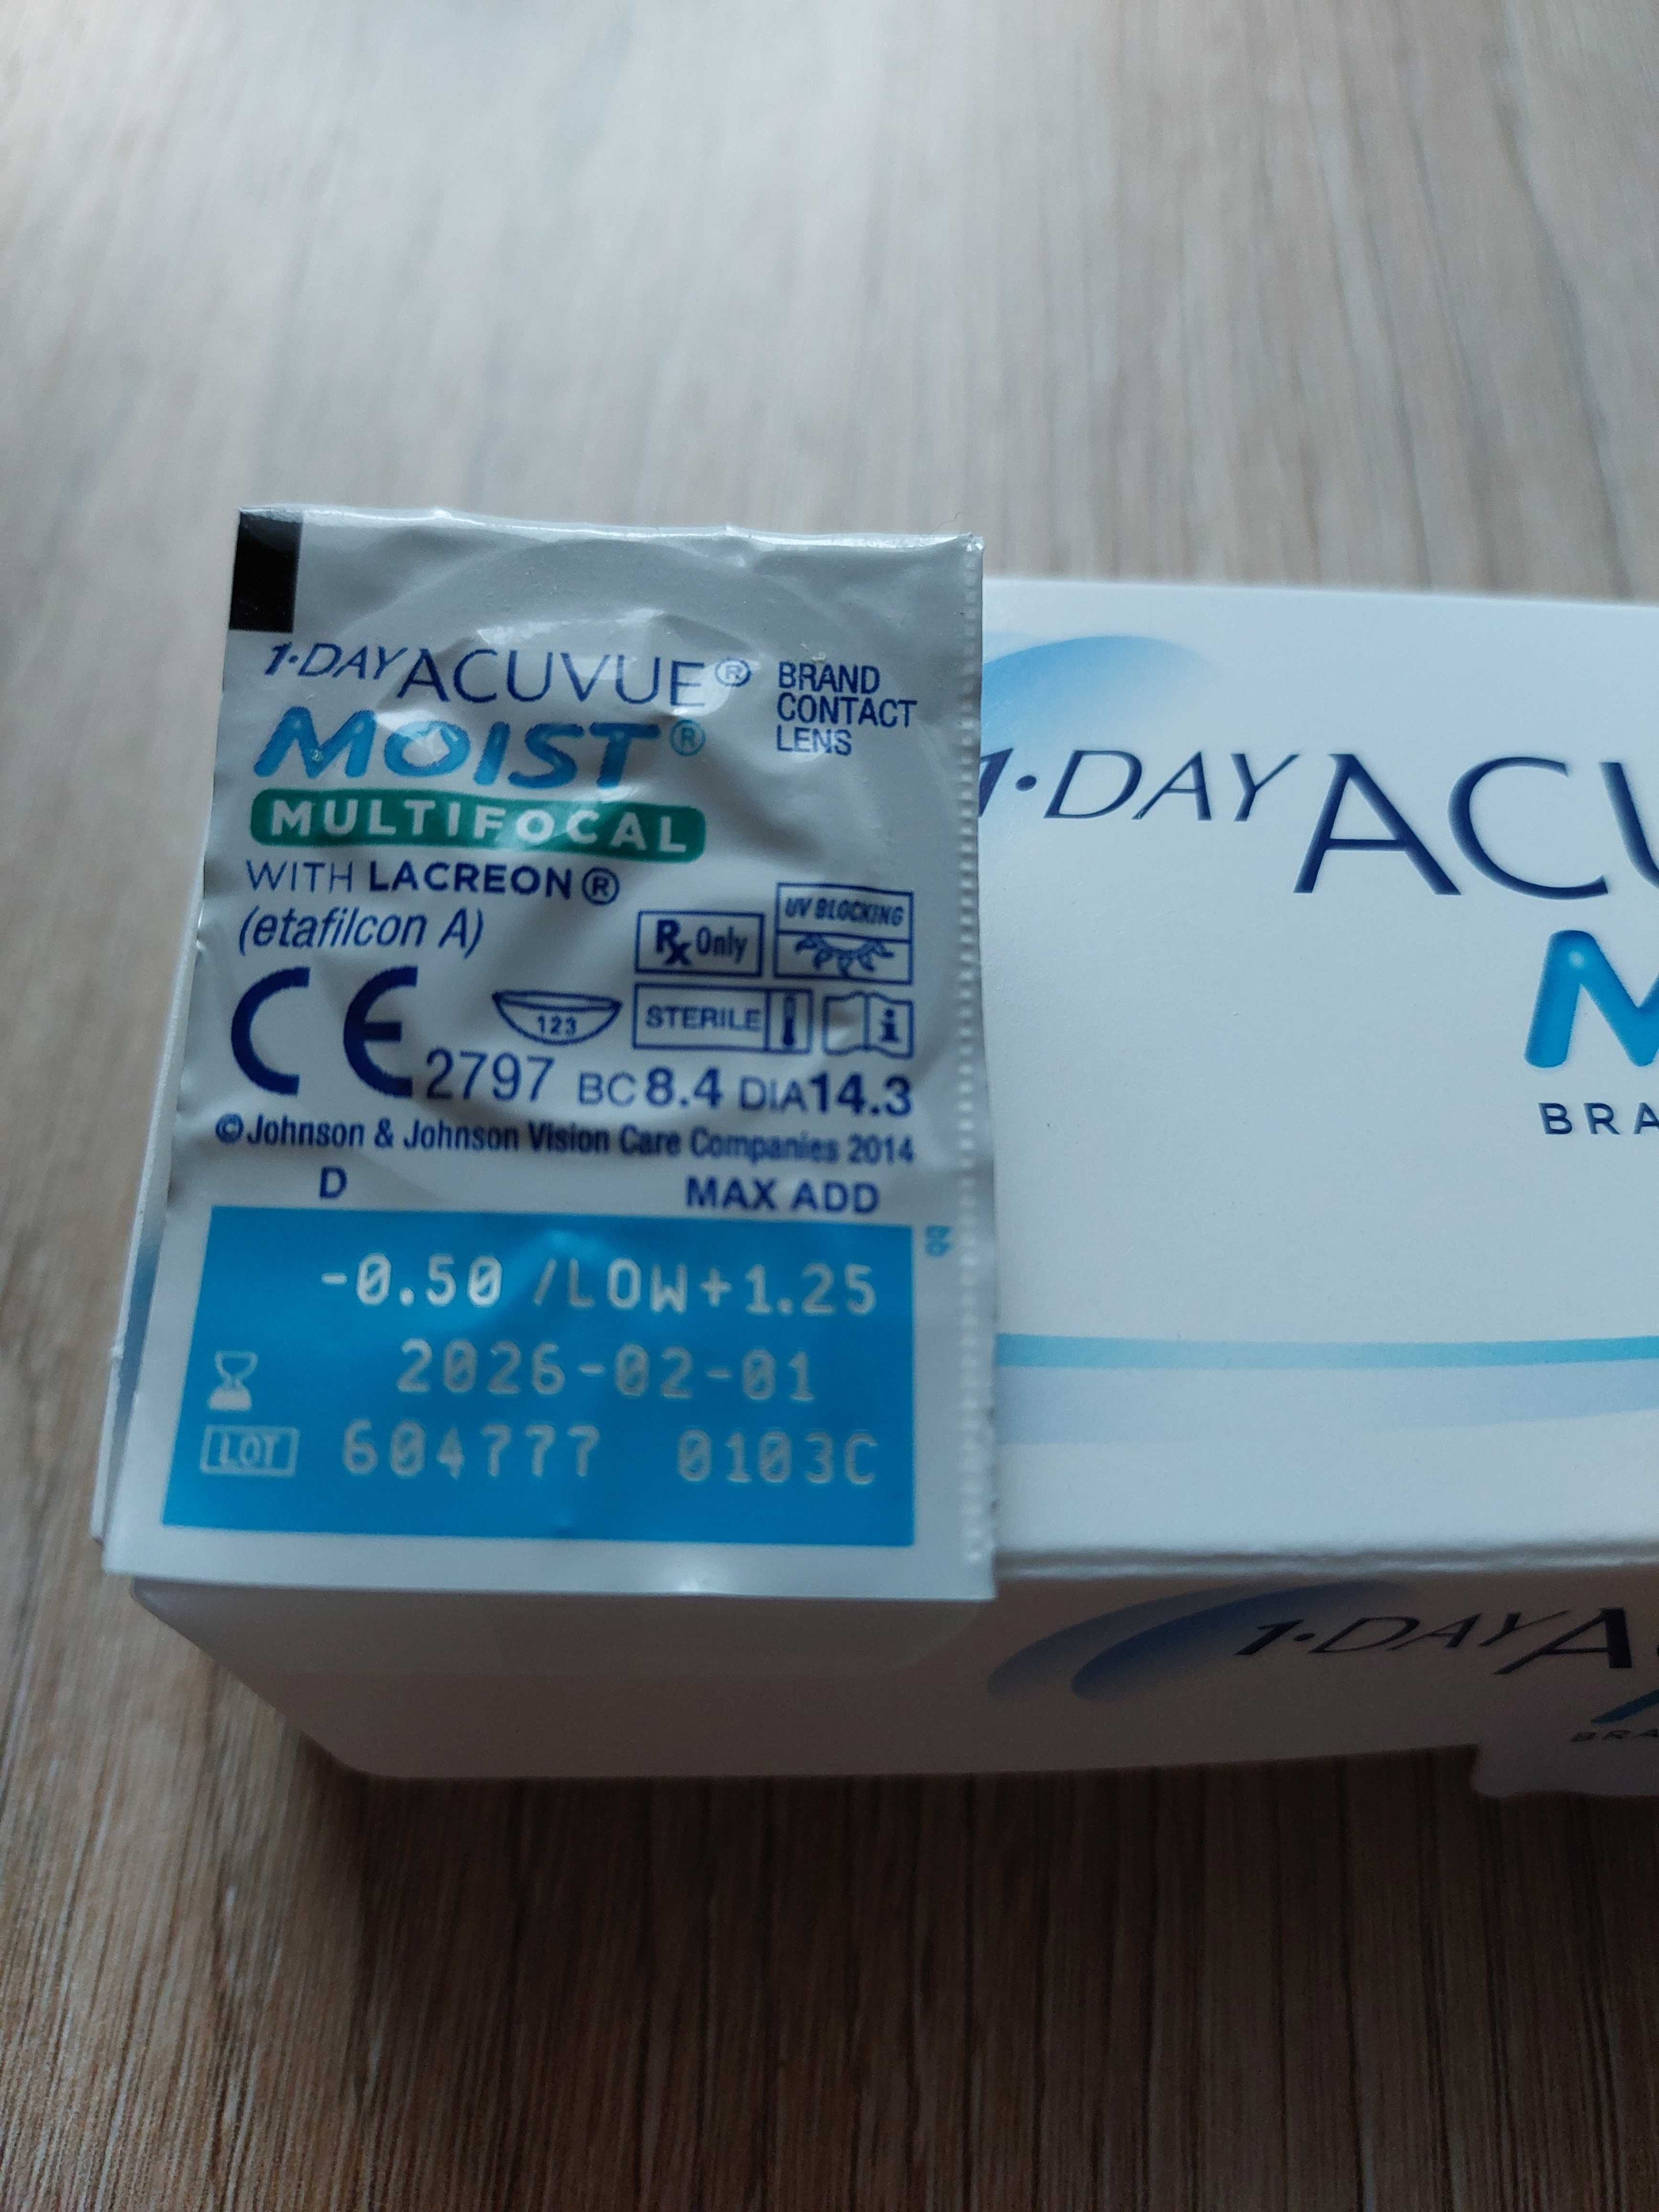 1·DAY ACUVUE® BRAND CONTACT LENS
MOIST®
MULTIFOCAL
WITH LACREON®
(etafilcon A)
Rx Only
UV BLOCKING
123
STERILE
i
CE 2797 BC 8.4 DIA 14.3
©Johnson & Johnson Vision Care Companies 2014
D MAX ADD
-0.50 /LOW+1.25
2026-02-01
LOT 604777 0103C
1·DAY ACU
M
BRA
1·DAY A
BRA